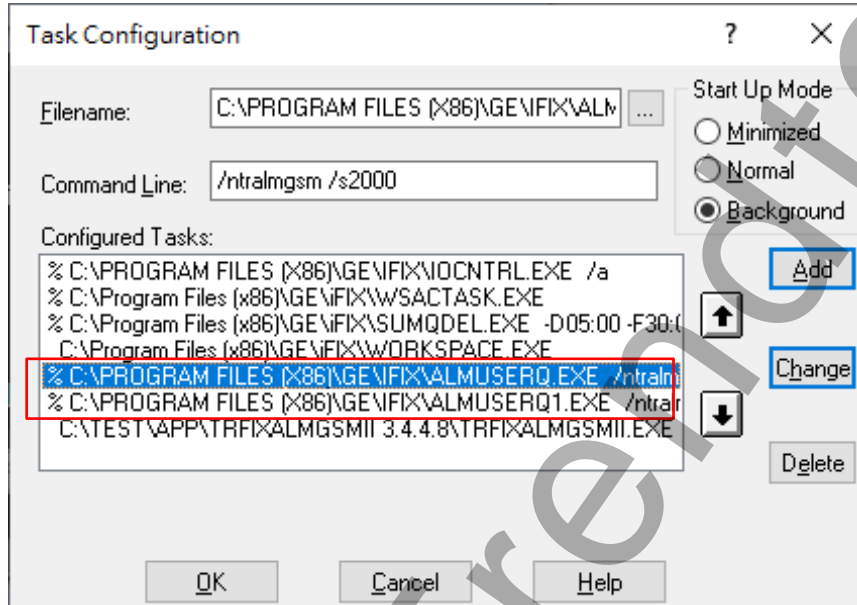 Task Configuration
Filename:
C:\PROGRAM FILES (X86)\GE\IFIX\ALM
...
Start Up Mode
Minimized
Normal
Background
Command Line:
/ntralmgsm /s2000
Configured Tasks:
% C:\PROGRAM FILES (X86)\GE\IFIX\IOCNTRL.EXE /a
% C:\Program Files (x86)\GE\iFIX\WSACTASK.EXE
% C:\Program Files (x86)\GE\iFIX\SUMQDEL.EXE -D05:00 -F30:(
C:\Program Files (x86)\GE\iFIX\WORKSPACE.EXE
% C:\PROGRAM FILES (X86)\GE\IFIX\ALMUSERQ.EXE /ntralm
% C:\PROGRAM FILES (X86)\GE\IFIX\ALMUSERQ1.EXE /ntral
C:\TEST\APP\TRFIXALMGSMII 3.4.4.8\TRFIXALMGSMII.EXE
Add
Change
Delete
OK
Cancel
Help